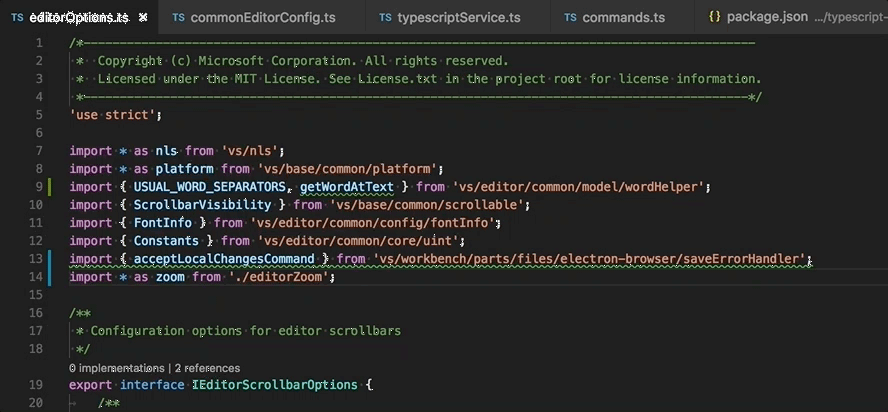 TS editorOptions.ts × TS commonEditorConfig.ts TS typescriptService.ts TS commands.ts {} package.json .../typescript-
1 /*---------------------------------------------------------------------------------------------
2 * Copyright (c) Microsoft Corporation. All rights reserved.
3 * Licensed under the MIT License. See License.txt in the project root for license information.
4 *--------------------------------------------------------------------------------------------*/
5 'use strict';
6
7 import * as nls from 'vs/nls';
8 import * as platform from 'vs/base/common/platform';
9 import { USUAL_WORD_SEPARATORS, getWordAtText } from 'vs/editor/common/model/wordHelper';
10 import { ScrollbarVisibility } from 'vs/base/common/scrollable';
11 import { FontInfo } from 'vs/editor/common/config/fontInfo';
12 import { Constants } from 'vs/editor/common/core/uint';
13 import { acceptLocalChangesCommand } from 'vs/workbench/parts/files/electron-browser/saveErrorHandler';
14 import * as zoom from './editorZoom';
15
16 /**
17 * Configuration options for editor scrollbars
18 */
0 implementations | 2 references
19 export interface IEditorScrollbarOptions {
20 /**